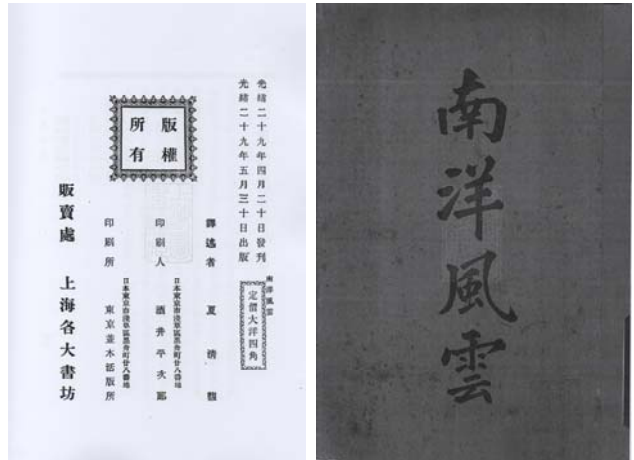 光緒二十九年四月二十日發刊
光緒二十九年五月三十日出版
版權
所有
南洋風雲
定價大洋四角
譯述者 夏清馥
日本東京市淺草區黑舟町廿八番地
印刷人 酒井平次郎
日本東京市淺草區黑舟町廿八番地
印刷所 東京並木活版所
販賣處 上海各大書坊
南洋風雲